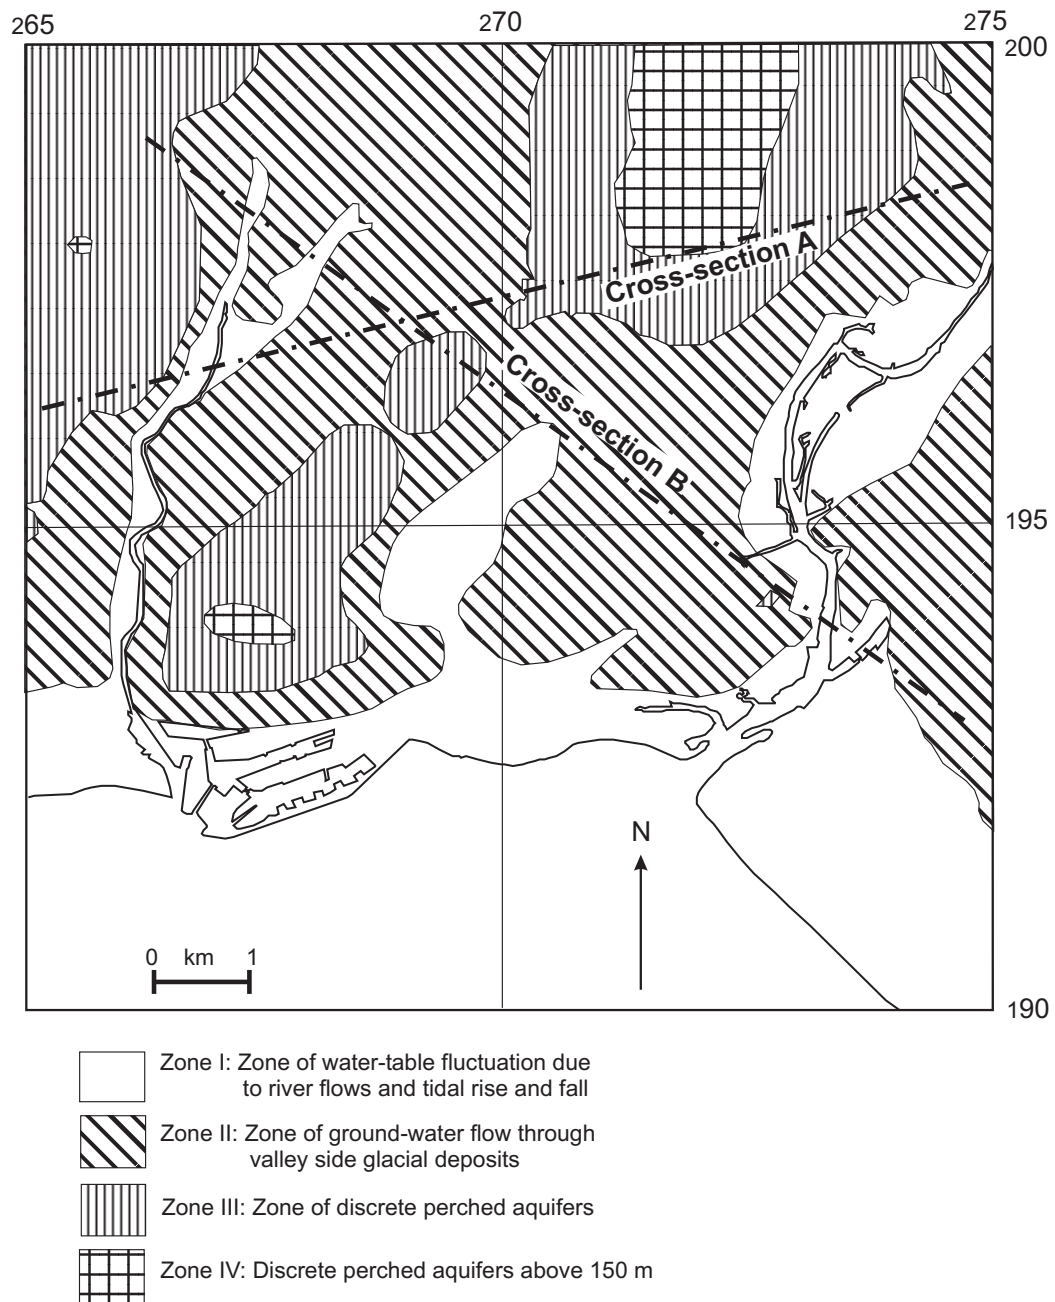 265 270 275
200
Cross-section A
Cross-section B
195
N
0 km 1
190
Zone I: Zone of water-table fluctuation due
to river flows and tidal rise and fall
Zone II: Zone of ground-water flow through
valley side glacial deposits
Zone III: Zone of discrete perched aquifers
Zone IV: Discrete perched aquifers above 150 m